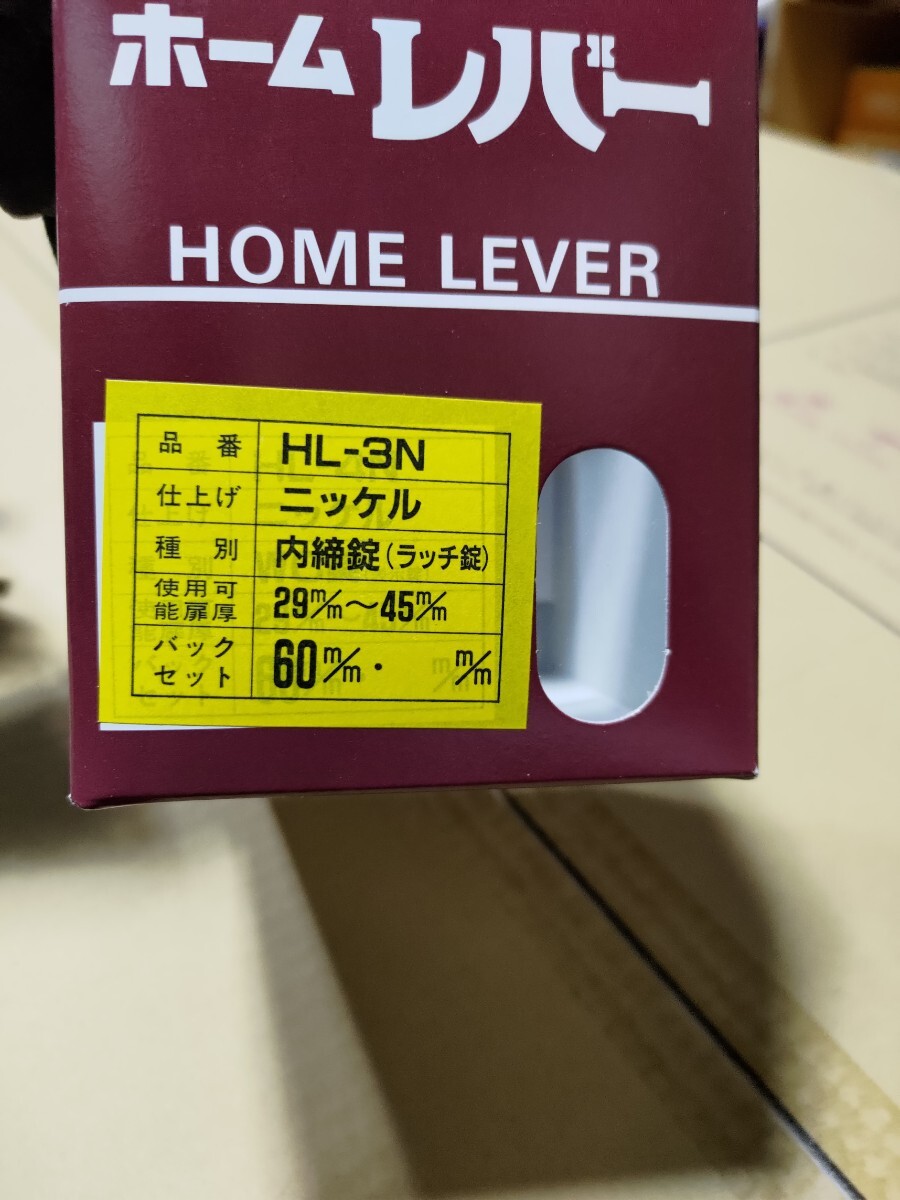 ホームレバー
HOME LEVER
品番 HL-3N
仕上げ ニッケル
種別 内締錠(ラッチ錠)
使用可能扉厚 29m/m〜45m/m
バックセット 60m/m・ m/m